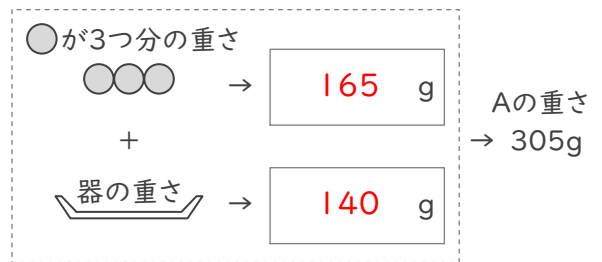 ◯が3つ分の重さ
→ 165 g
+
器の重さ → 140 g
Aの重さ
→ 305g